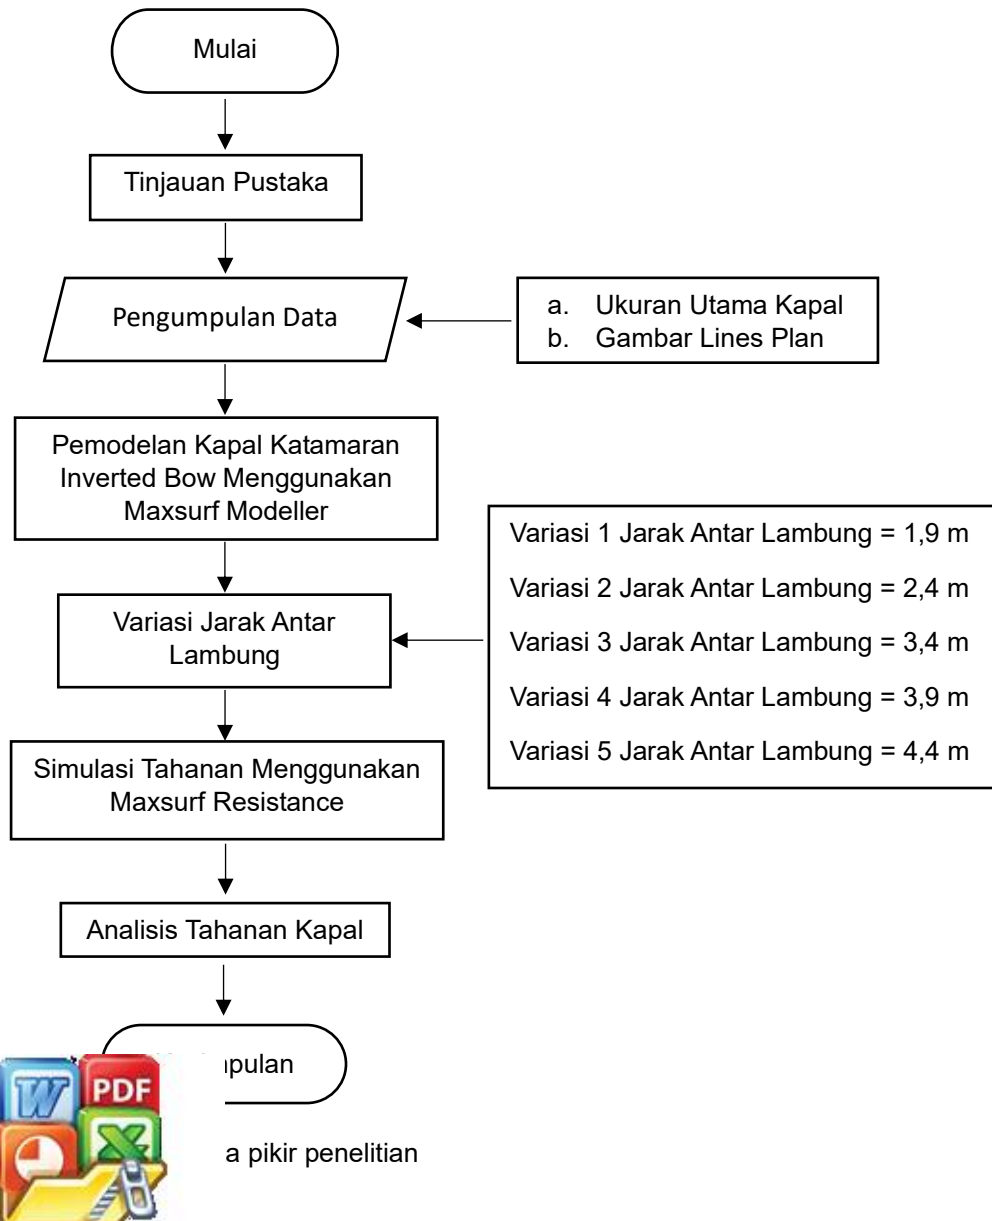 Mulai
Tinjauan Pustaka
Pengumpulan Data
a. Ukuran Utama Kapal
b. Gambar Lines Plan
Pemodelan Kapal Katamaran
Inverted Bow Menggunakan
Maxsurf Modeller
Variasi Jarak Antar
Lambung
Variasi 1 Jarak Antar Lambung = 1,9 m
Variasi 2 Jarak Antar Lambung = 2,4 m
Variasi 3 Jarak Antar Lambung = 3,4 m
Variasi 4 Jarak Antar Lambung = 3,9 m
Variasi 5 Jarak Antar Lambung = 4,4 m
Simulasi Tahanan Menggunakan
Maxsurf Resistance
Analisis Tahanan Kapal
pulan
W PDF
X
a pikir penelitian